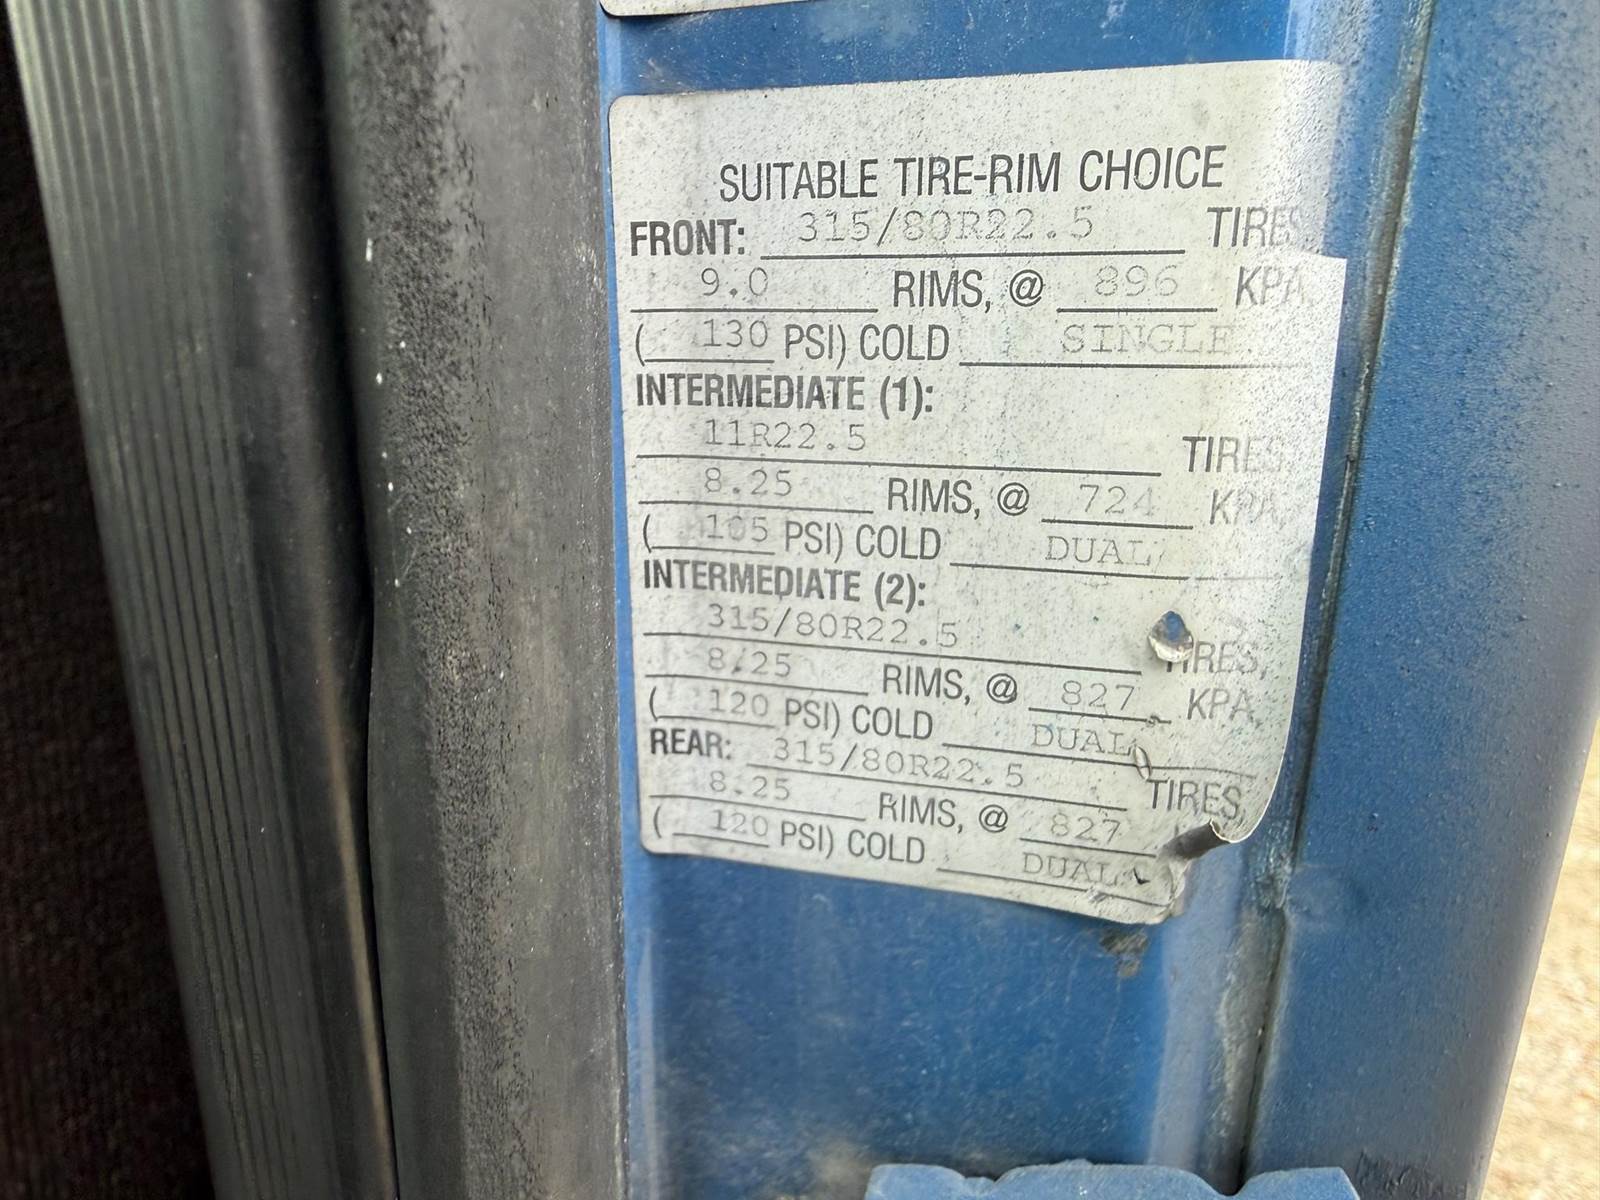 SUITABLE TIRE-RIM CHOICE
FRONT: 315/80R22.5 TIRES
9.0 RIMS, @ 896 KPA
( 130 PSI) COLD SINGLE
INTERMEDIATE (1):
11R22.5 TIRES,
8.25 RIMS, @ 724 KPA,
( 105 PSI) COLD DUAL
INTERMEDIATE (2):
315/80R22.5 TIRES,
8.25 RIMS, @ 827 KPA,
( 120 PSI) COLD DUAL
REAR: 315/80R22.5 TIRES,
8.25 RIMS, @ 827
( 120 PSI) COLD DUAL